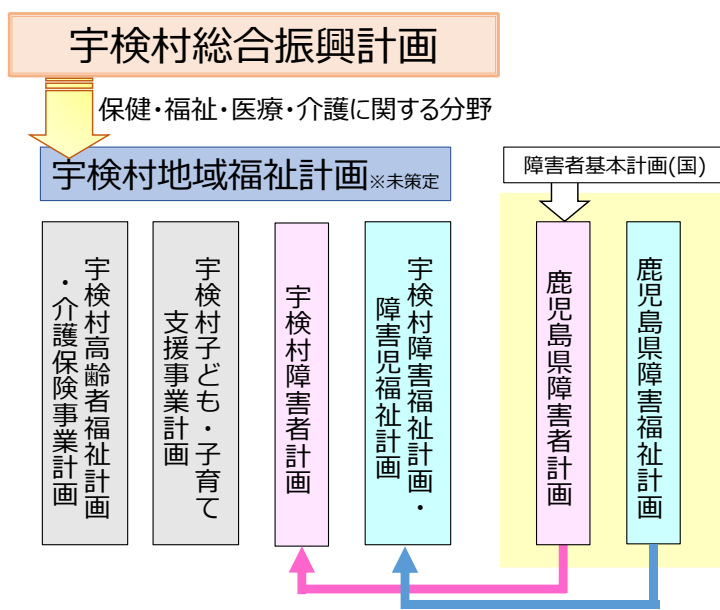 宇検村総合振興計画
保健・福祉・医療・介護に関する分野
宇検村地域福祉計画※未策定
障害者基本計画(国)
宇検村高齢者福祉計画
・介護保険事業計画
宇検村子ども・子育て
支援事業計画
宇検村障害者計画
宇検村障害福祉計画・
障害児福祉計画
鹿児島県障害者計画
鹿児島県障害福祉計画